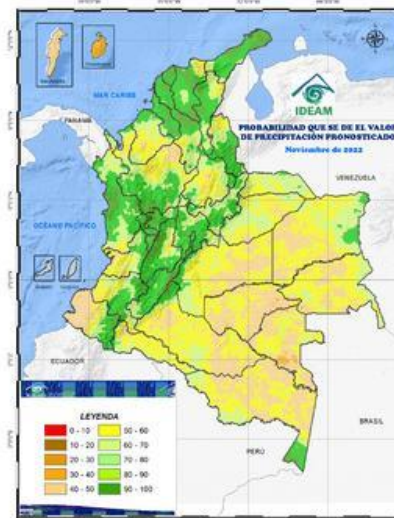 MAR CARIBE
PANAMÁ
IDEAM
PROBABILIDAD QUE SE DE EL VALOR
DE PRECIPITACIÓN PRONOSTICADO
Noviembre de 2022
VENEZUELA
OCÉANO PACÍFICO
ECUADOR
PERÚ
BRASIL
LEYENDA
0 - 10
50 - 60
10 - 20
60 - 70
20 - 30
70 - 80
30 - 40
80 - 90
40 - 50
90 - 100